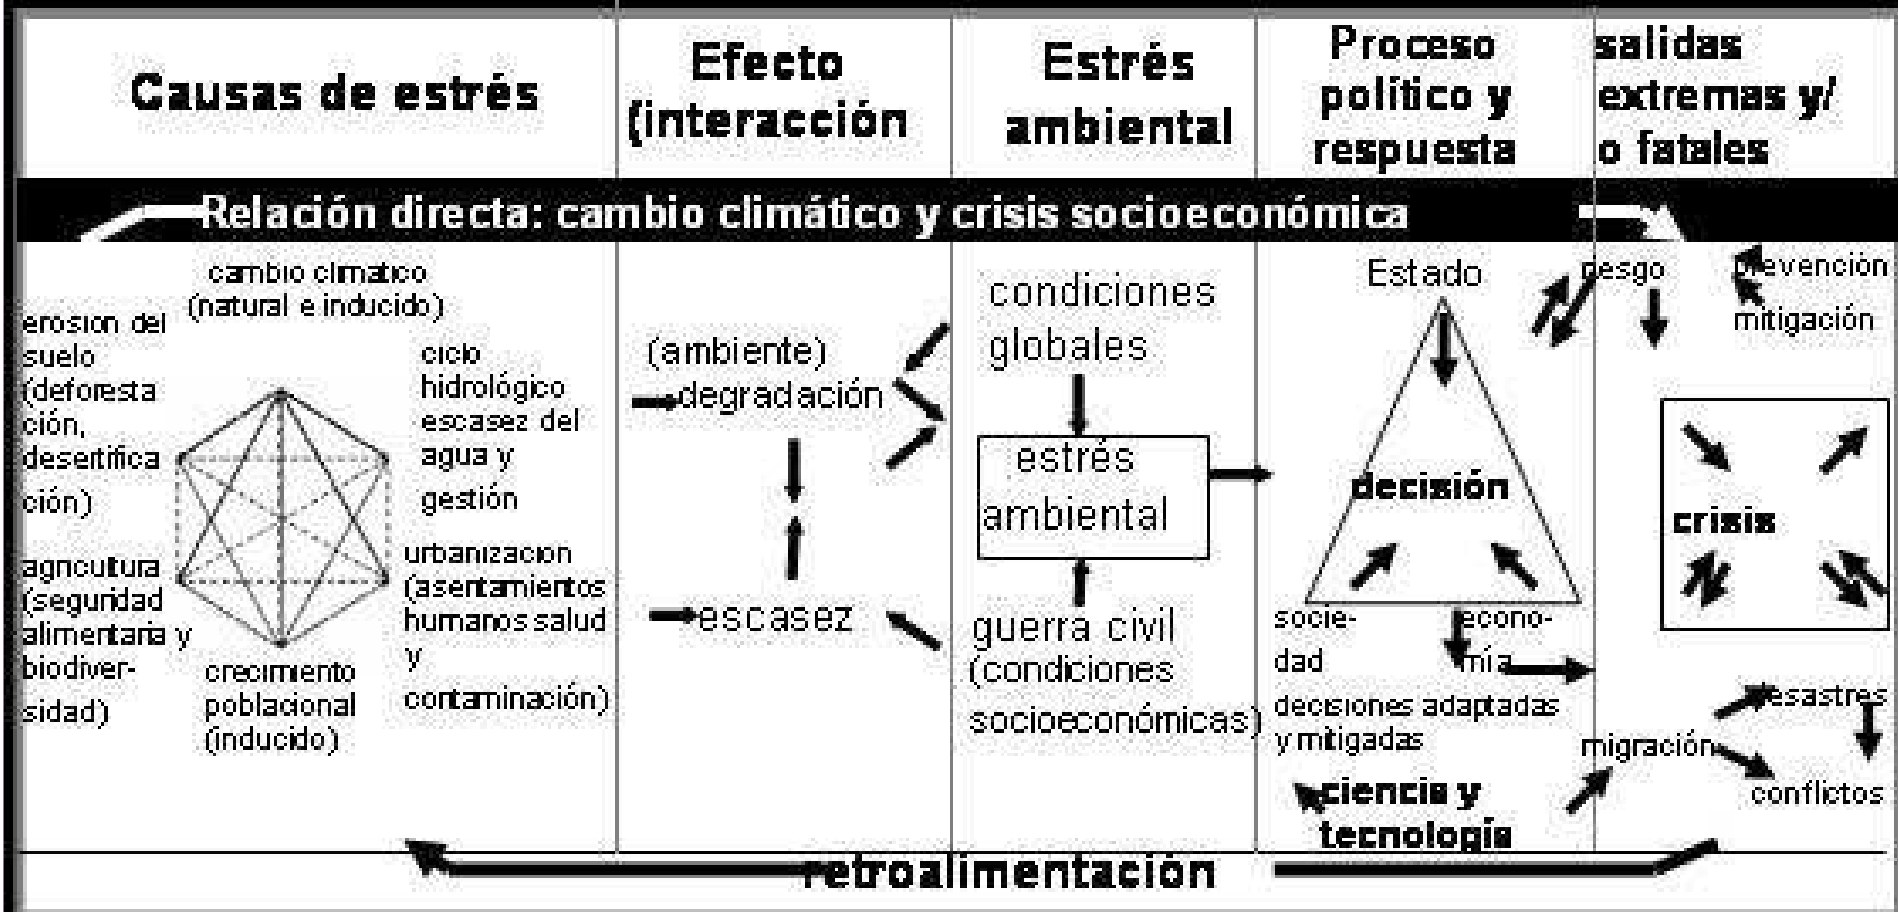 Causas de estrés
Efecto
(interacción
Estrés
ambiental
Proceso
político y
respuesta
salidas
extremas y/
o fatales
Relación directa: cambio climático y crisis socioeconómica
cambio climatico
(natural e inducido)
erosion del
suelo
(deforesta
ción,
desertifica
ción)
ciclo
hidrológico
escasez del
agua y
gestión
agricultura
(seguridad
alimentaria y
biodiver-
sidad)
urbanizacion
(asentamientos
humanos salud
y
contaminación)
crecimiento
poblacional
(inducido)
(ambiente)
degradación
escasez
condiciones
globales
estrés
ambiental
guerra civil
(condiciones
socioeconómicas)
Estado
decisión
socie-
dad
econo-
mía
decisiones adaptadas
y mitigadas
ciencia y
tecnología
riesgo
prevención
mitigación
crisis
migración
desastres
conflictos
retroalimentación